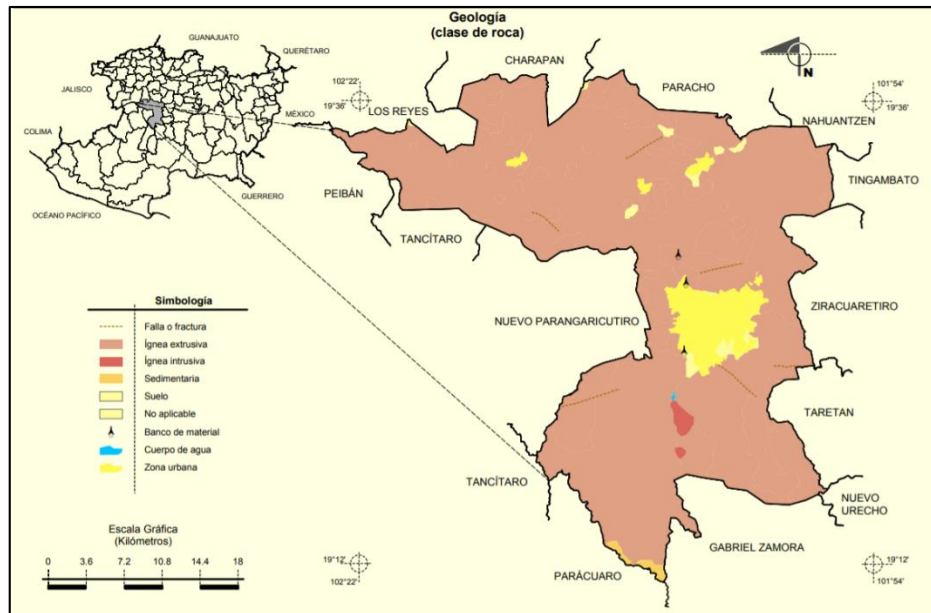 Geología
(clase de roca)
GUANAJUATO
QUERÉTARO
JALISCO
MÉXICO
COLIMA
GUERRERO
OCÉANO PACÍFICO
102°22'
19°36'
CHARAPAN
LOS REYES
PARACHO
N
101°54'
19°36'
NAHUANTZEN
TINGAMBATO
PEIBÁN
TANCÍTARO
NUEVO PARANGARICUTIRO
ZIRACUARETIRO
TARETAN
TANCÍTARO
NUEVO
URECHO
GABRIEL ZAMORA
PARÁCUARO
19°12'
102°22'
19°12'
101°54'
Simbología
Falla o fractura
Ígnea extrusiva
Ígnea intrusiva
Sedimentaria
Suelo
No aplicable
Banco de material
Cuerpo de agua
Zona urbana
Escala Gráfica
(Kilómetros)
0 3.6 7.2 10.8 14.4 18